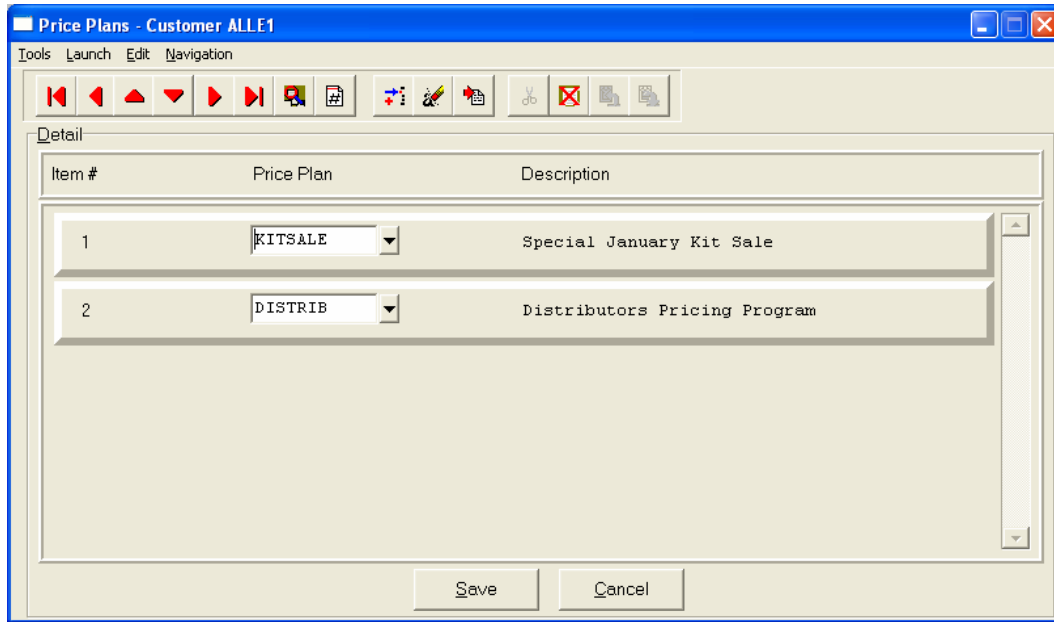 Price Plans - Customer ALLE1
Tools Launch Edit Navigation
#
Detail
Item # Price Plan Description
1 KITSALE Special January Kit Sale
2 DISTRIB Distributors Pricing Program
Save Cancel